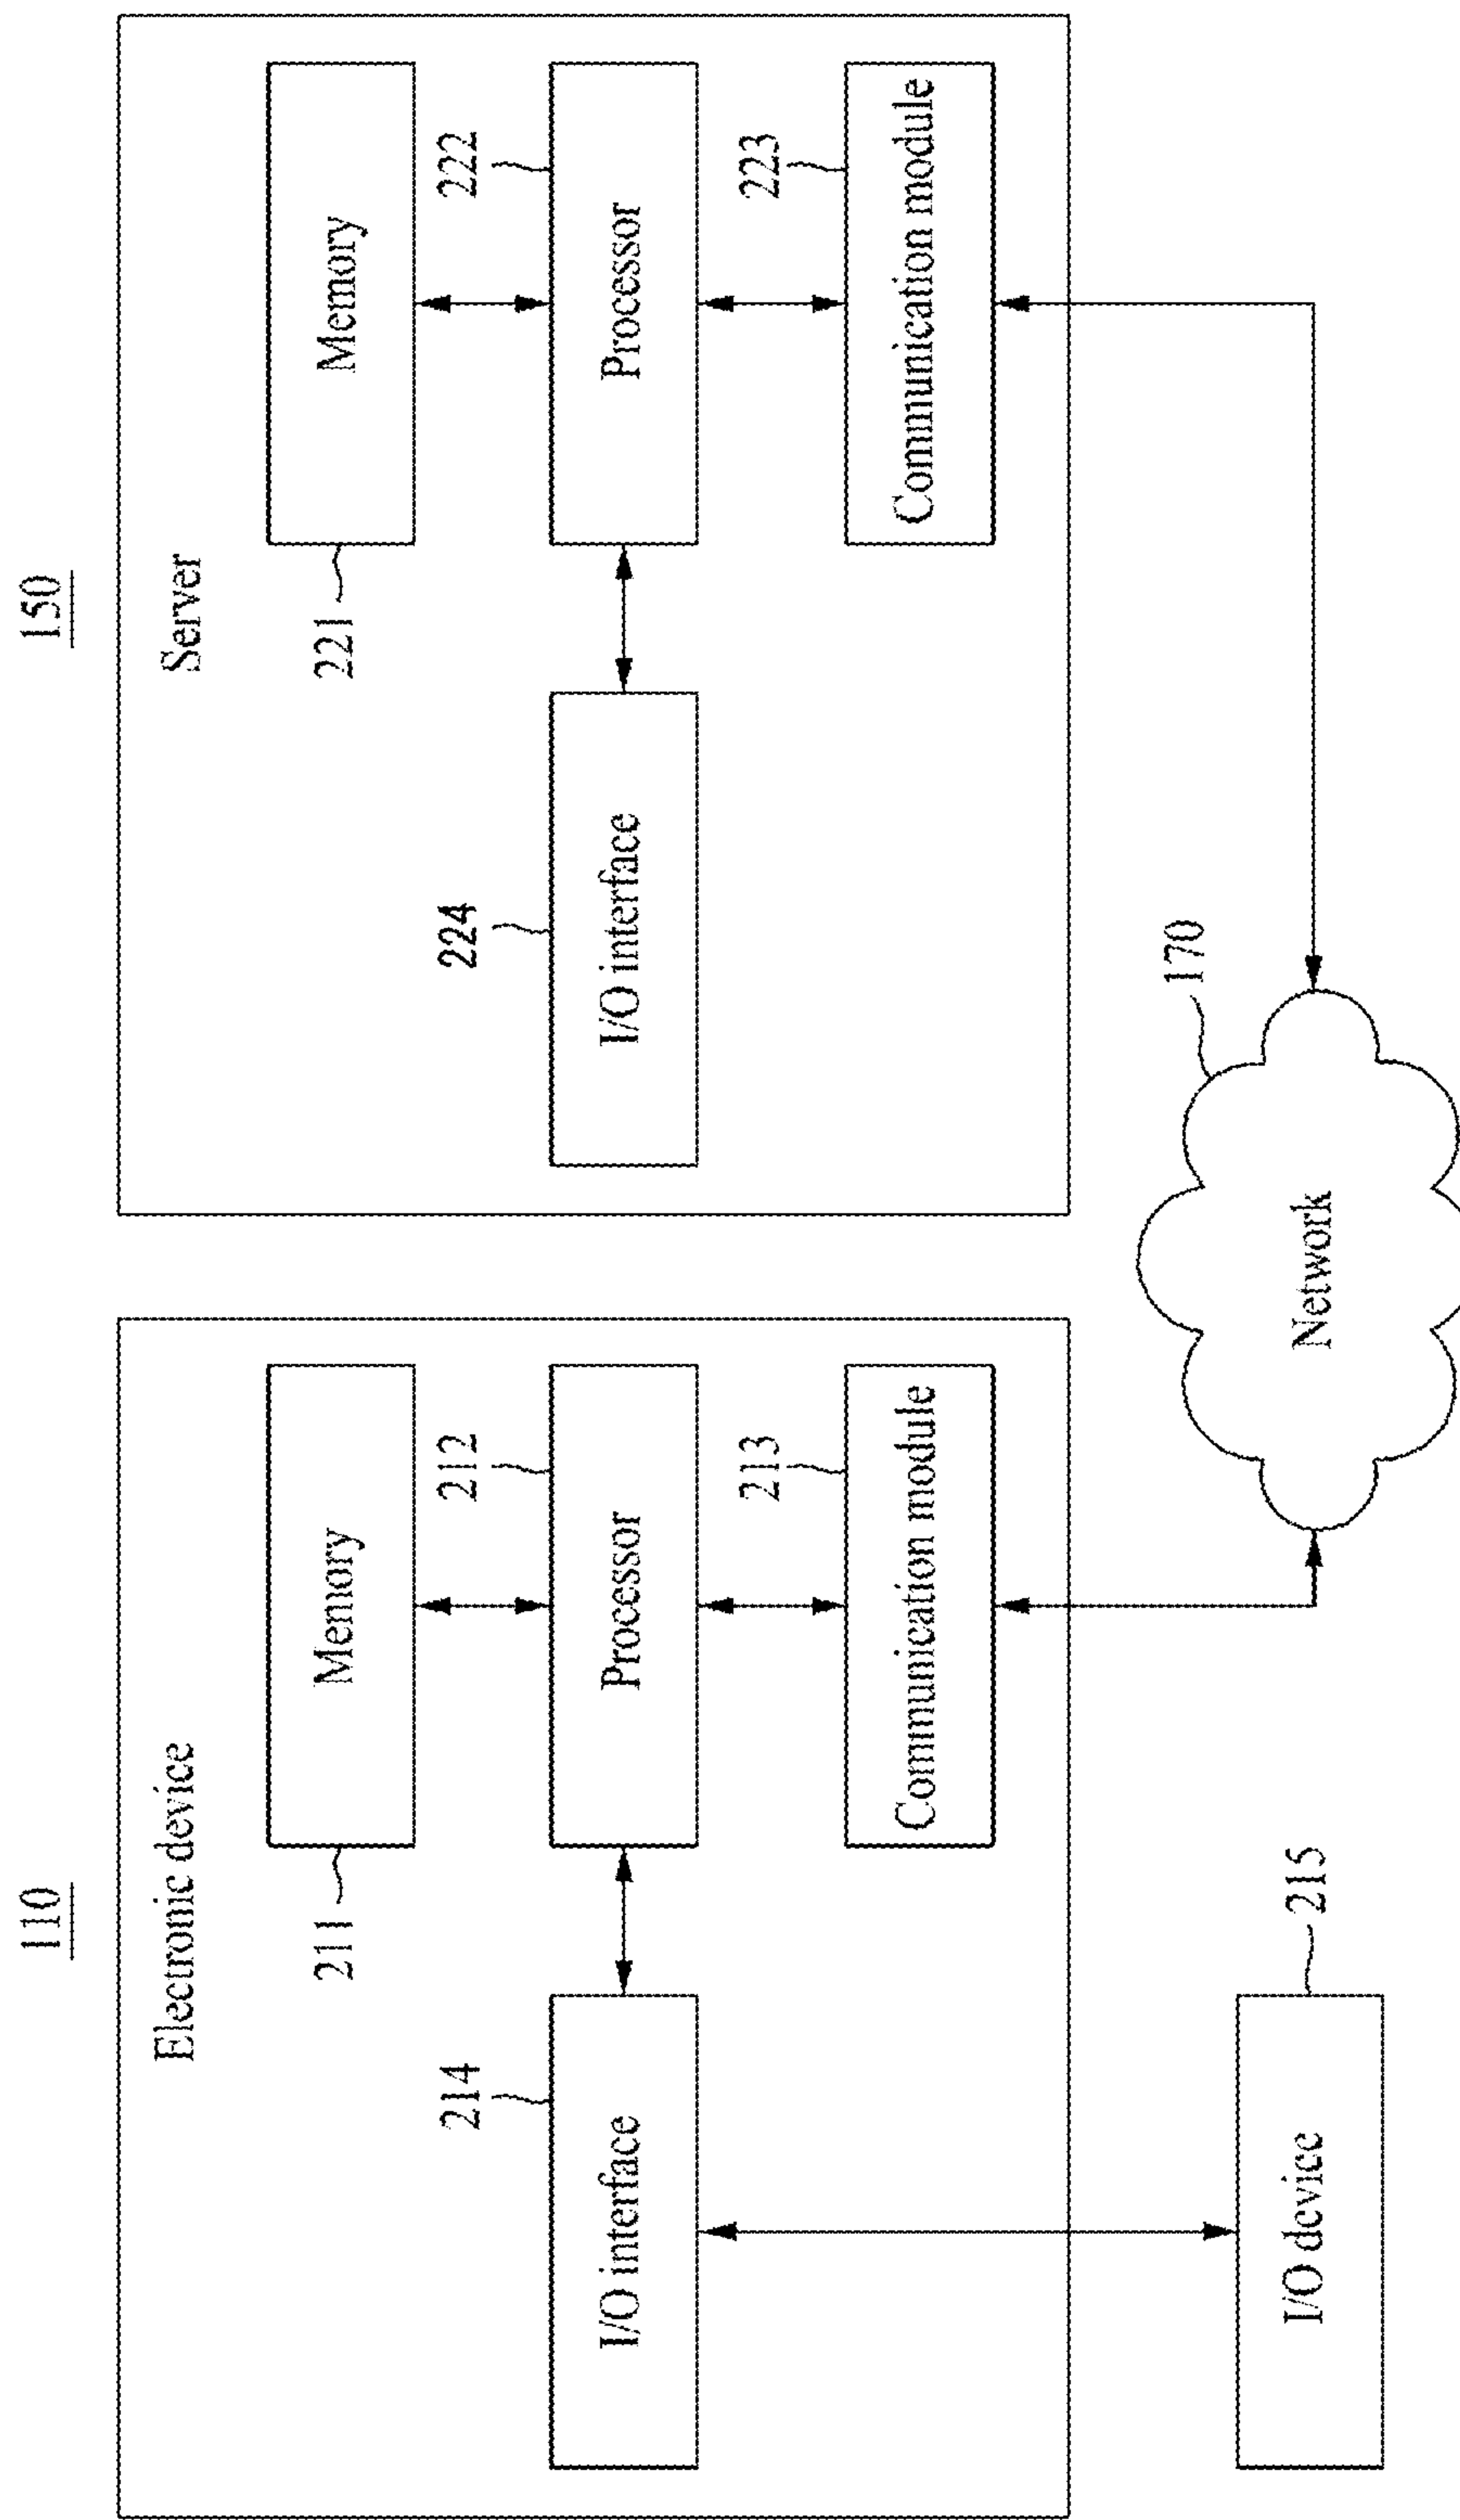 110
150
Electronic device
Server
211
Memory
221
Memory
214
212
224
222
I/O interface
Processor
I/O interface
Processor
213
223
Communication module
Communication module
170
215
I/O device
Network